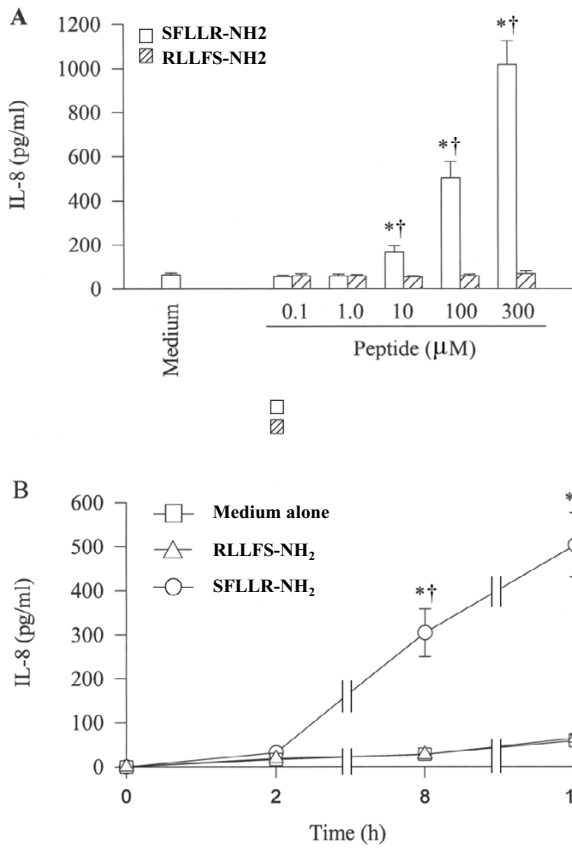 A
SFLLR-NH2
RLLFS-NH2
IL-8 (pg/ml)
1200
1000
800
600
400
200
0
*†
*†
*†
Medium
0.1 1.0 10 100 300
Peptide (μM)
B
Medium alone
RLLFS-NH₂
SFLLR-NH₂
IL-8 (pg/ml)
600
500
400
300
200
100
0
*†
*
0 2 8 1
Time (h)